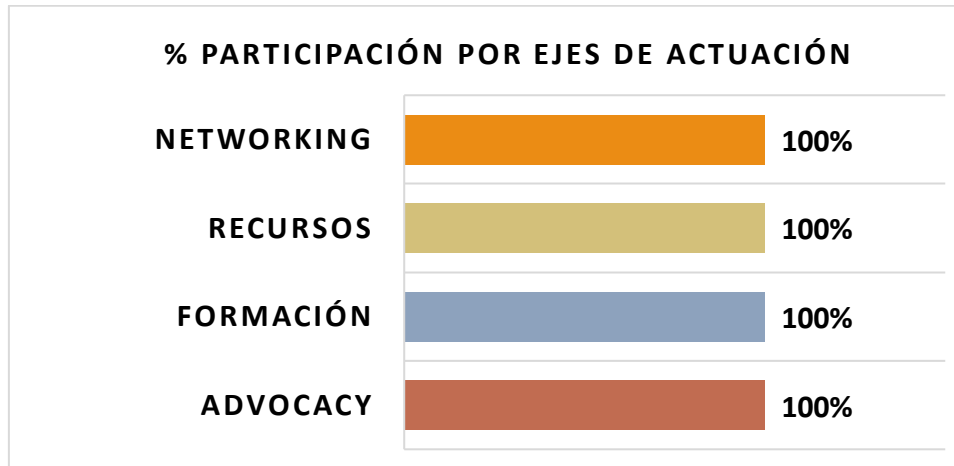 % PARTICIPACIÓN POR EJES DE ACTUACIÓN
NETWORKING 100%
RECURSOS 100%
FORMACIÓN 100%
ADVOCACY 100%